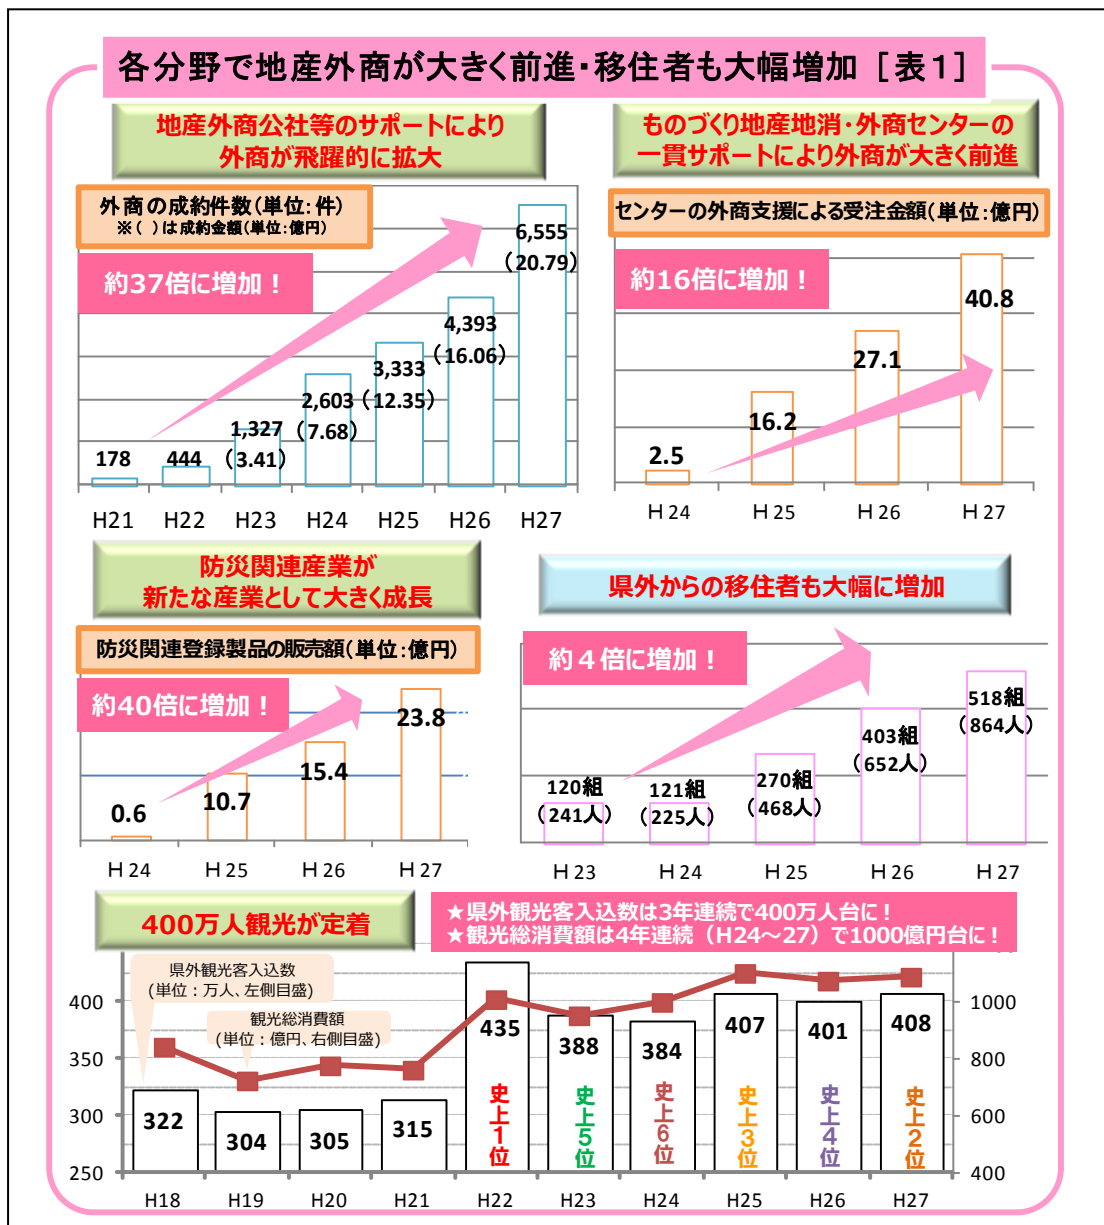 各分野で地産外商が大きく前進・移住者も大幅増加［表１］
地産外商公社等のサポートにより
外商が飛躍的に拡大
外商の成約件数（単位：件）
※（ ）は成約金額（単位：億円）
約37倍に増加！
178
444
1,327
（3.41）
2,603
（7.68）
3,333
（12.35）
4,393
（16.06）
6,555
（20.79）
H21 H22 H23 H24 H25 H26 H27
ものづくり地産地消・外商センターの
一貫サポートにより外商が大きく前進
センターの外商支援による受注金額（単位：億円）
約16倍に増加！
2.5
16.2
27.1
40.8
Ｈ24 Ｈ25 Ｈ26 Ｈ27
防災関連産業が
新たな産業として大きく成長
防災関連登録製品の販売額（単位：億円）
約40倍に増加！
0.6
10.7
15.4
23.8
Ｈ24 Ｈ25 Ｈ26 Ｈ27
県外からの移住者も大幅に増加
約４倍に増加！
120組
（241人）
121組
（225人）
270組
（468人）
403組
（652人）
518組
（864人）
Ｈ23 Ｈ24 Ｈ25 Ｈ26 Ｈ27
400万人観光が定着
★県外観光客入込数は3年連続で400万人台に！
★観光総消費額は4年連続（H24～27）で1000億円台に！
県外観光客入込数
（単位：万人、左側目盛）
観光総消費額
（単位：億円、右側目盛）
400
350
300
250
1000
800
600
400
322
304
305
315
435
史上1位
388
史上5位
384
史上6位
407
史上3位
401
史上4位
408
史上2位
H18 H19 H20 H21 H22 H23 H24 H25 H26 H27